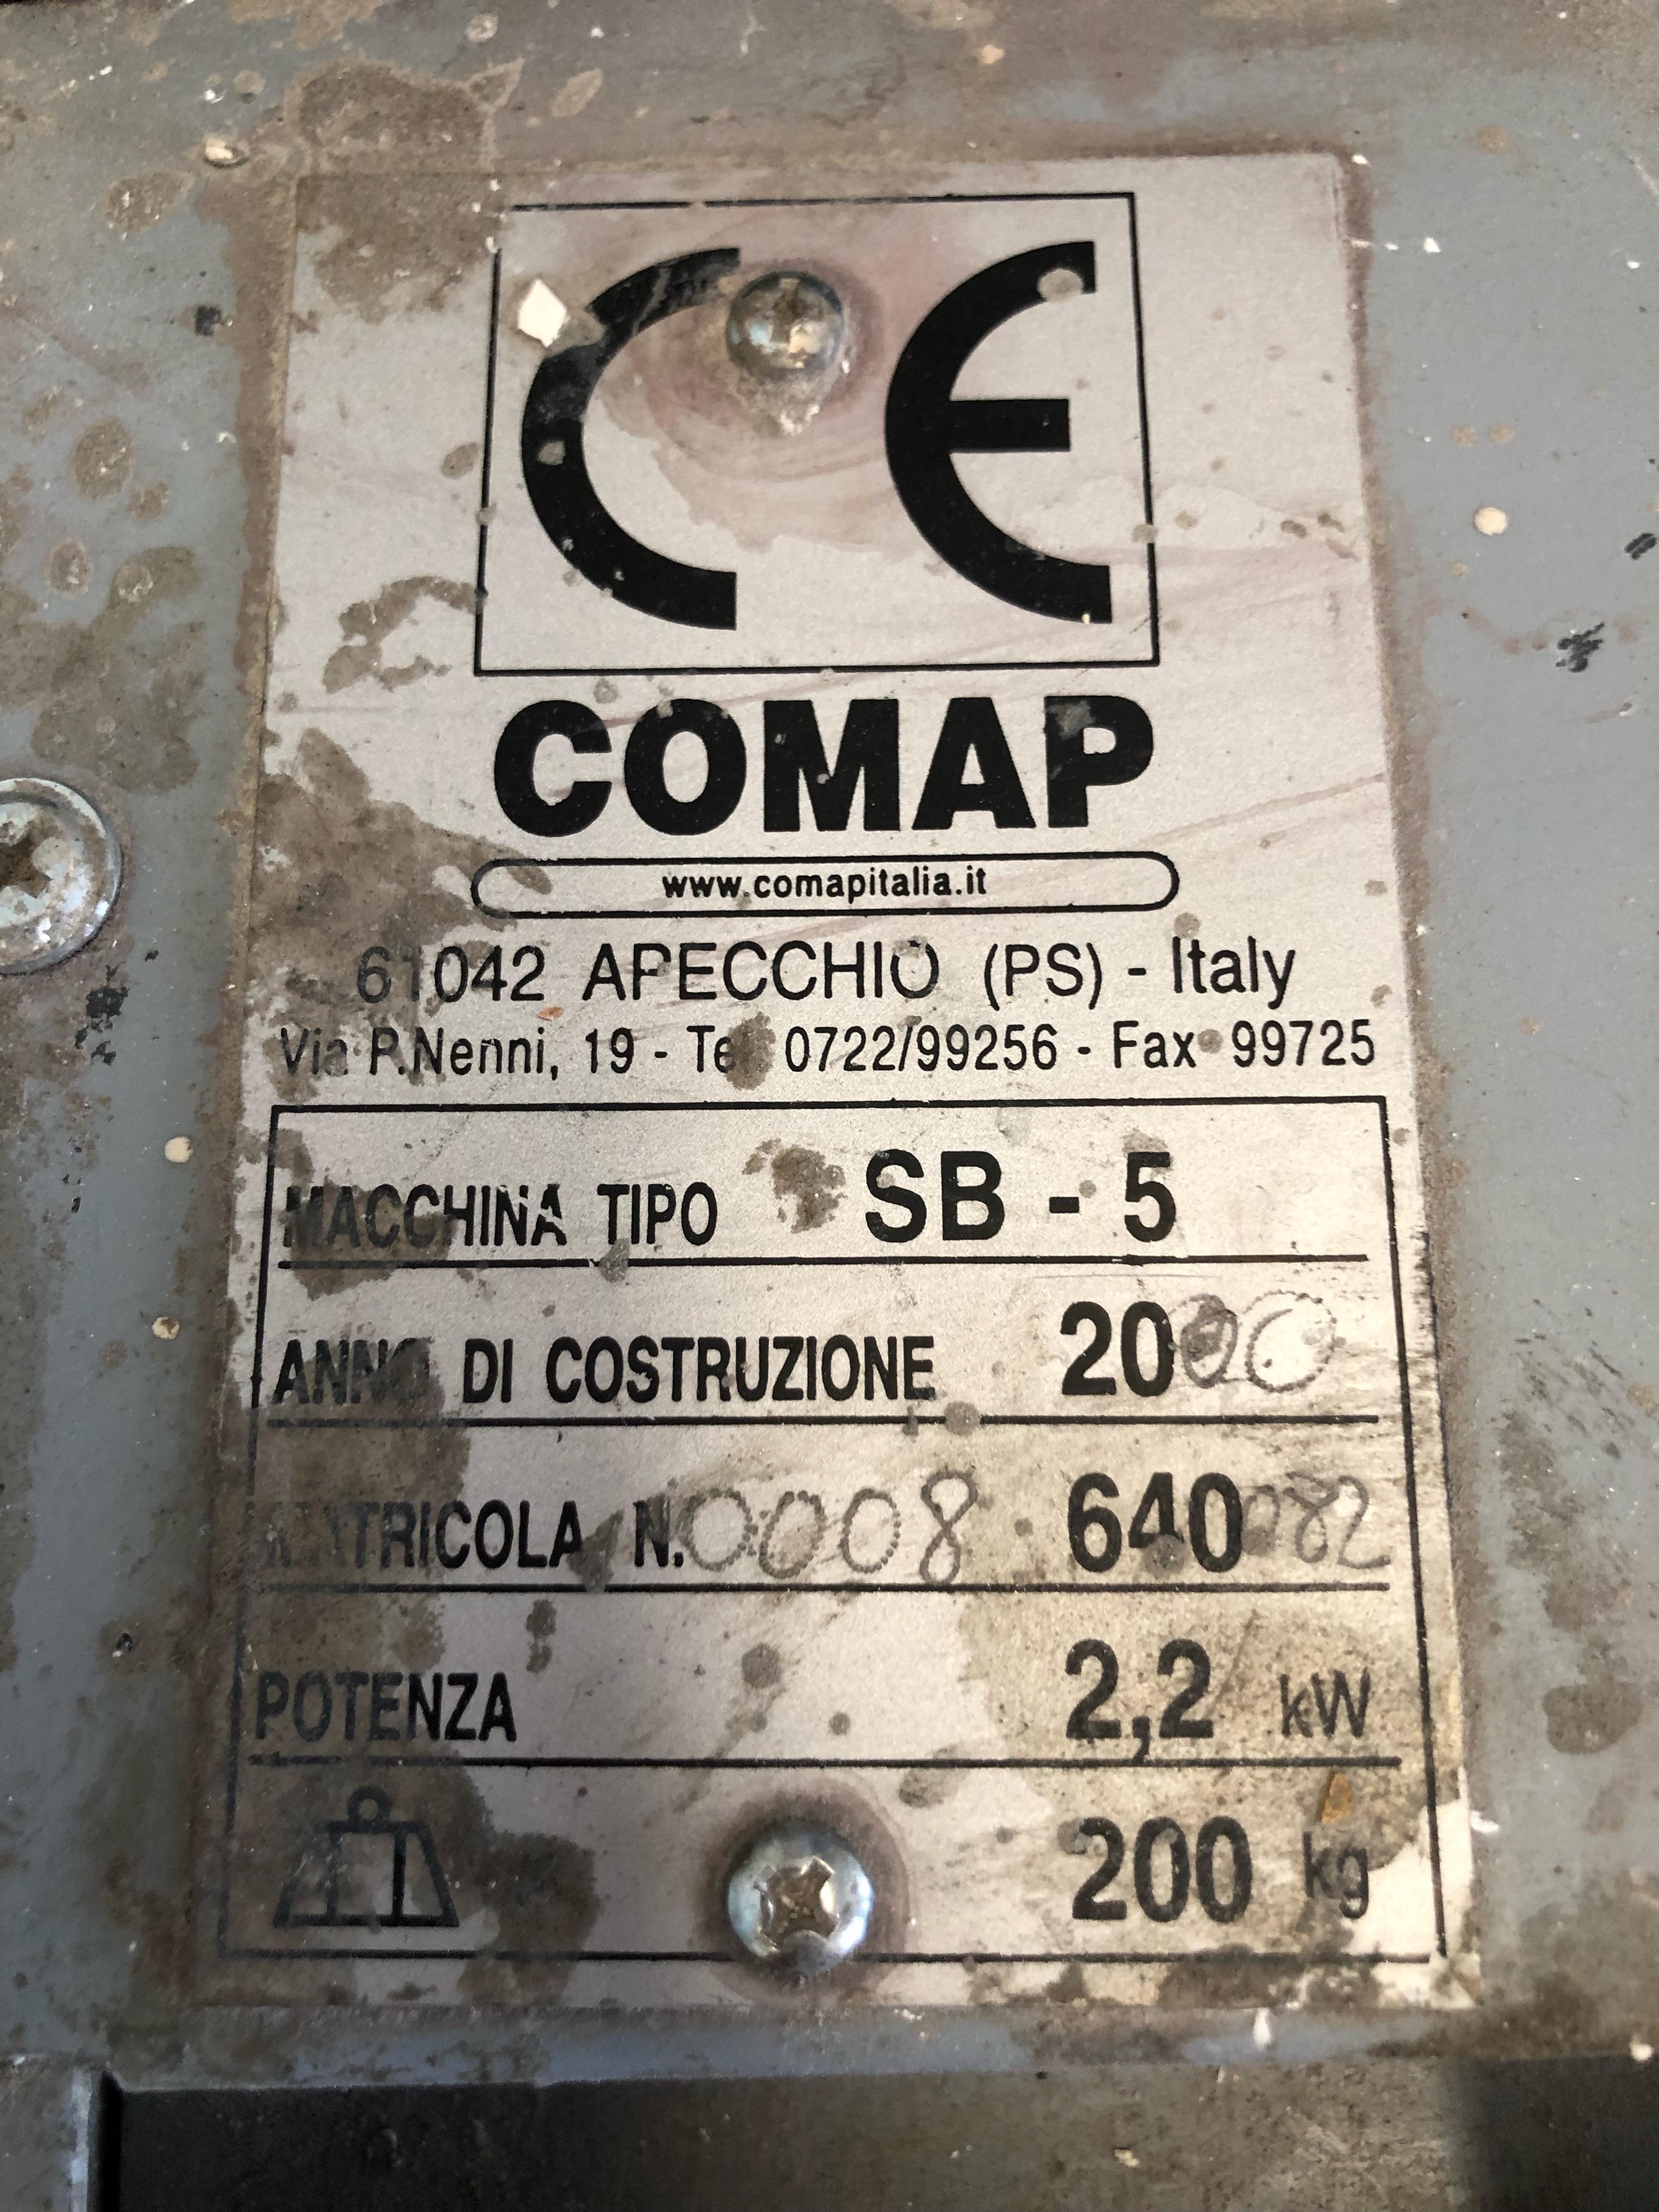 CE
COMAP
www.comapitalia.it
61042 APECCHIO (PS) - Italy
Via P.Nenni, 19 - Tel. 0722/99256 - Fax 99725
MACCHINA TIPO SB - 5
ANNO DI COSTRUZIONE 2000
MATRICOLA N. 0008 640082
POTENZA 2,2 kW
200 kg